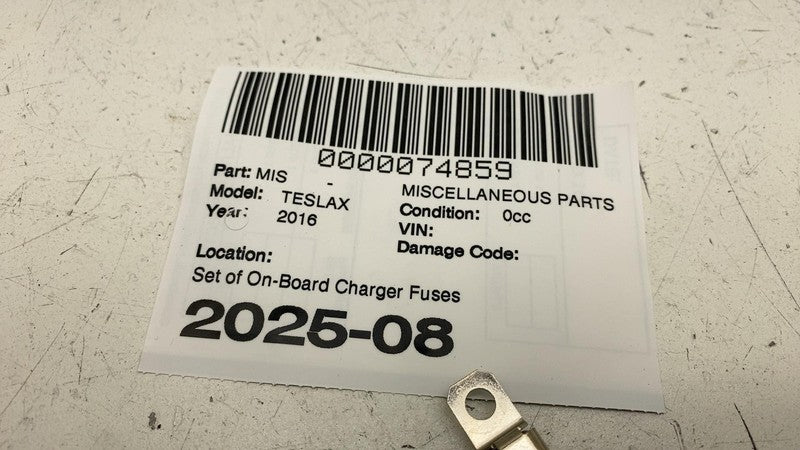 0000074859
Part: MIS - MISCELLANEOUS PARTS
Model: TESLAX Condition: 0cc
Year: 2016 VIN:
Damage Code:
Location:
Set of On-Board Charger Fuses
2025-08